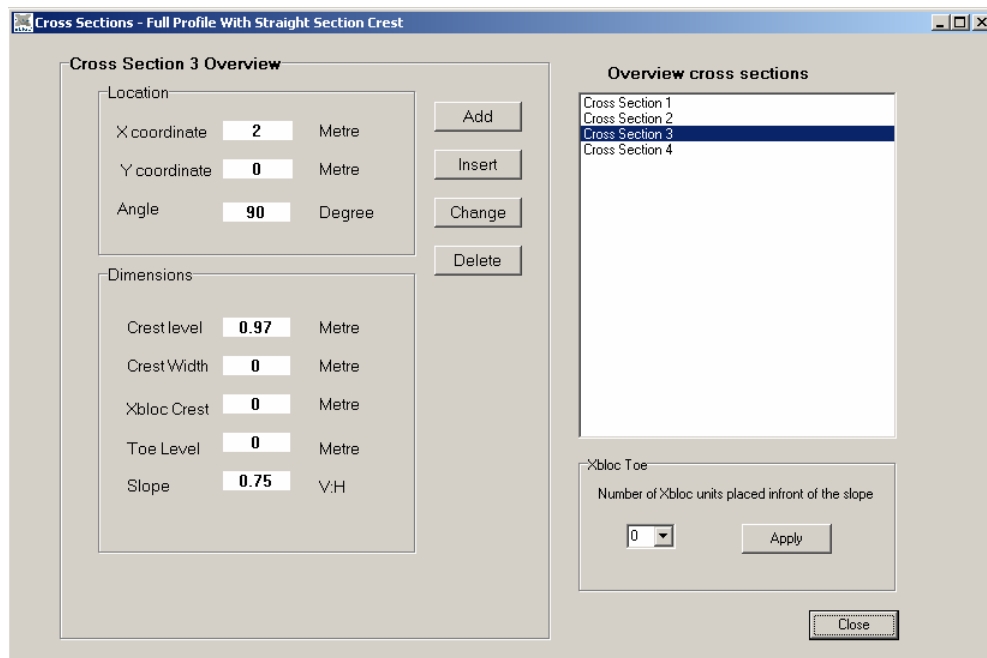 Cross Sections - Full Profile With Straight Section Crest
Cross Section 3 Overview
Location
X coordinate 2 Metre
Y coordinate 0 Metre
Angle 90 Degree
Add
Insert
Change
Delete
Dimensions
Crest level 0.97 Metre
Crest Width 0 Metre
Xbloc Crest 0 Metre
Toe Level 0 Metre
Slope 0.75 V:H
Overview cross sections
Cross Section 1
Cross Section 2
Cross Section 3
Cross Section 4
Xbloc Toe
Number of Xbloc units placed infront of the slope
0
Apply
Close